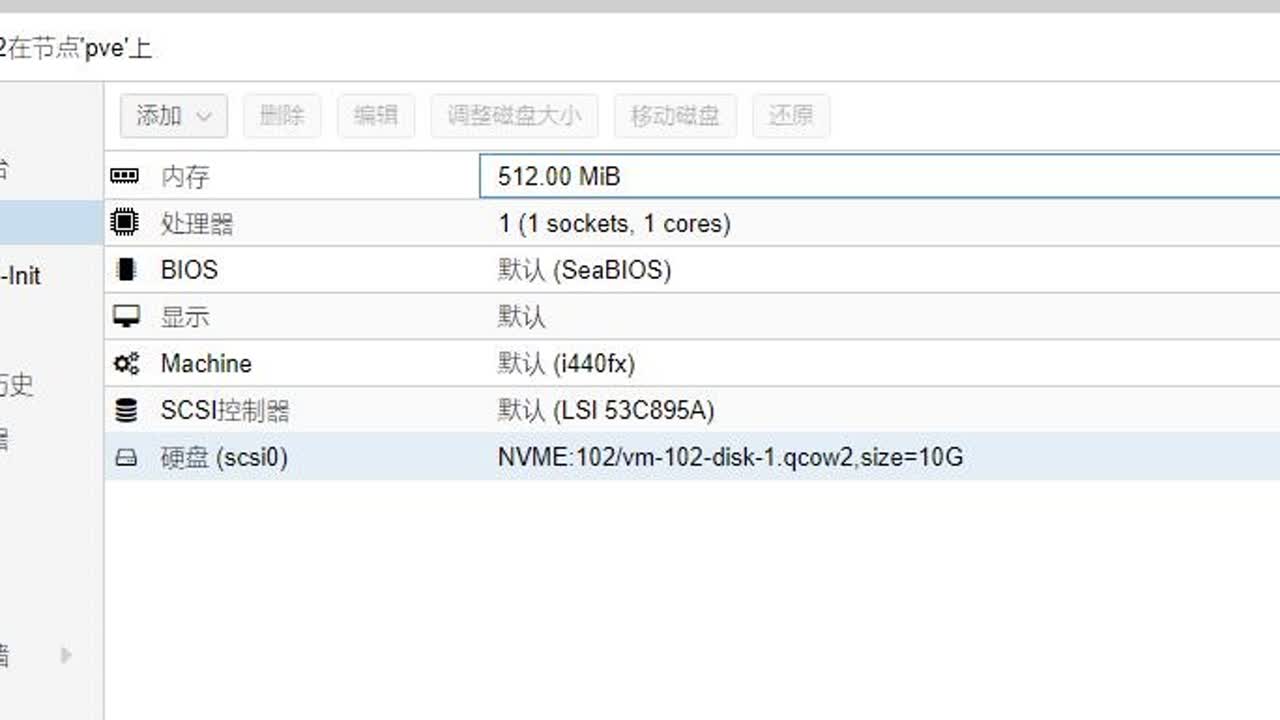 2在节点'pve'上
添加 删除 编辑 调整磁盘大小 移动磁盘 还原
内存 512.00 MiB
台
处理器 1 (1 sockets, 1 cores)
BIOS 默认 (SeaBIOS)
-Init
显示 默认
Machine 默认 (i440fx)
历史
SCSI控制器 默认 (LSI 53C895A)
器
硬盘 (scsi0) NVME:102/vm-102-disk-1.qcow2,size=10G
墙